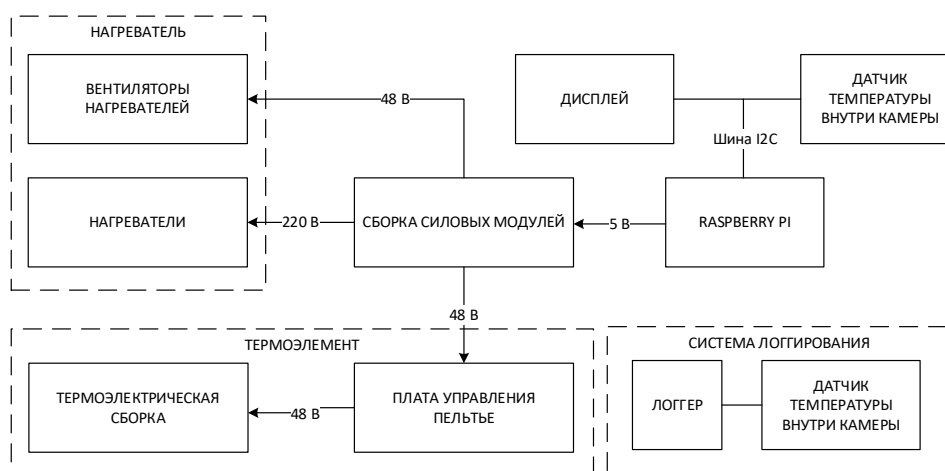 НАГРЕВАТЕЛЬ
ВЕНТИЛЯТОРЫ
НАГРЕВАТЕЛЕЙ
48 В
ДИСПЛЕЙ
ДАТЧИК
ТЕМПЕРАТУРЫ
ВНУТРИ КАМЕРЫ
Шина I2C
НАГРЕВАТЕЛИ
220 В
СБОРКА СИЛОВЫХ МОДУЛЕЙ
5 В
RASPBERRY PI
48 В
ТЕРМОЭЛЕМЕНТ
ТЕРМОЭЛЕКТРИЧЕСКАЯ
СБОРКА
48 В
ПЛАТА УПРАВЛЕНИЯ
ПЕЛЬТЬЕ
СИСТЕМА ЛОГГИРОВАНИЯ
ЛОГГЕР
ДАТЧИК
ТЕМПЕРАТУРЫ
ВНУТРИ КАМЕРЫ